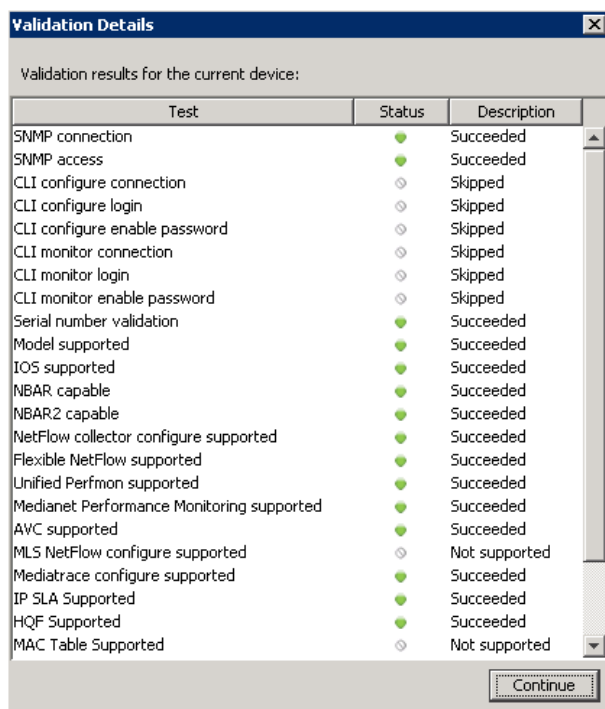 Validation Details
Validation results for the current device:
Test Status Description
SNMP connection Succeeded
SNMP access Succeeded
CLI configure connection Skipped
CLI configure login Skipped
CLI configure enable password Skipped
CLI monitor connection Skipped
CLI monitor login Skipped
CLI monitor enable password Skipped
Serial number validation Succeeded
Model supported Succeeded
IOS supported Succeeded
NBAR capable Succeeded
NBAR2 capable Succeeded
NetFlow collector configure supported Succeeded
Flexible NetFlow supported Succeeded
Unified Perfmon supported Succeeded
Medianet Performance Monitoring supported Succeeded
AVC supported Succeeded
MLS NetFlow configure supported Not supported
Mediatrace configure supported Succeeded
IP SLA Supported Succeeded
HQF Supported Succeeded
MAC Table Supported Not supported
Continue